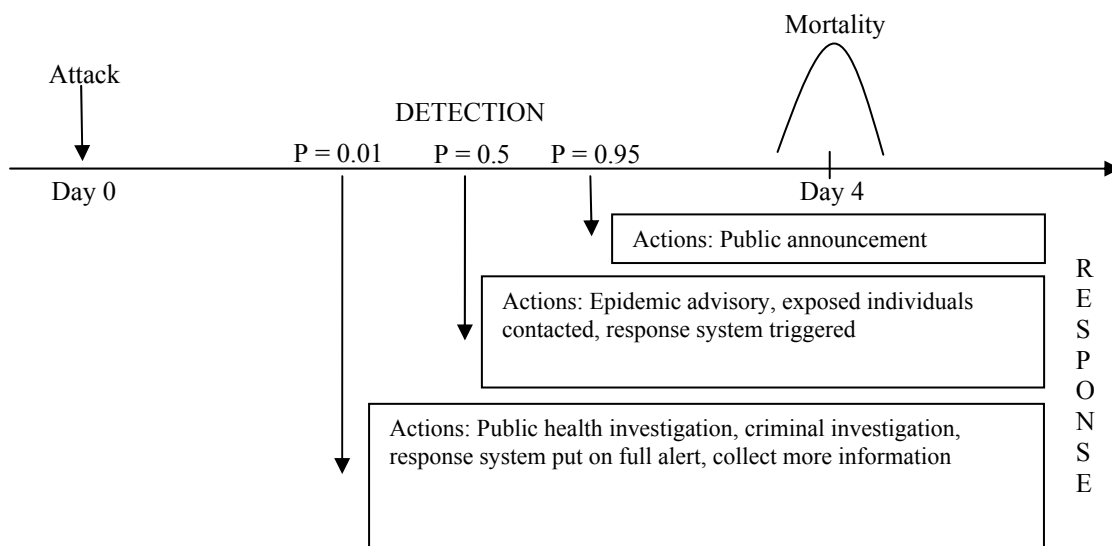 Mortality
Attack
DETECTION
P = 0.01 P = 0.5 P = 0.95
Day 0 Day 4
Actions: Public announcement
Actions: Epidemic advisory, exposed individuals
contacted, response system triggered
Actions: Public health investigation, criminal investigation,
response system put on full alert, collect more information
R
E
S
P
O
N
S
E